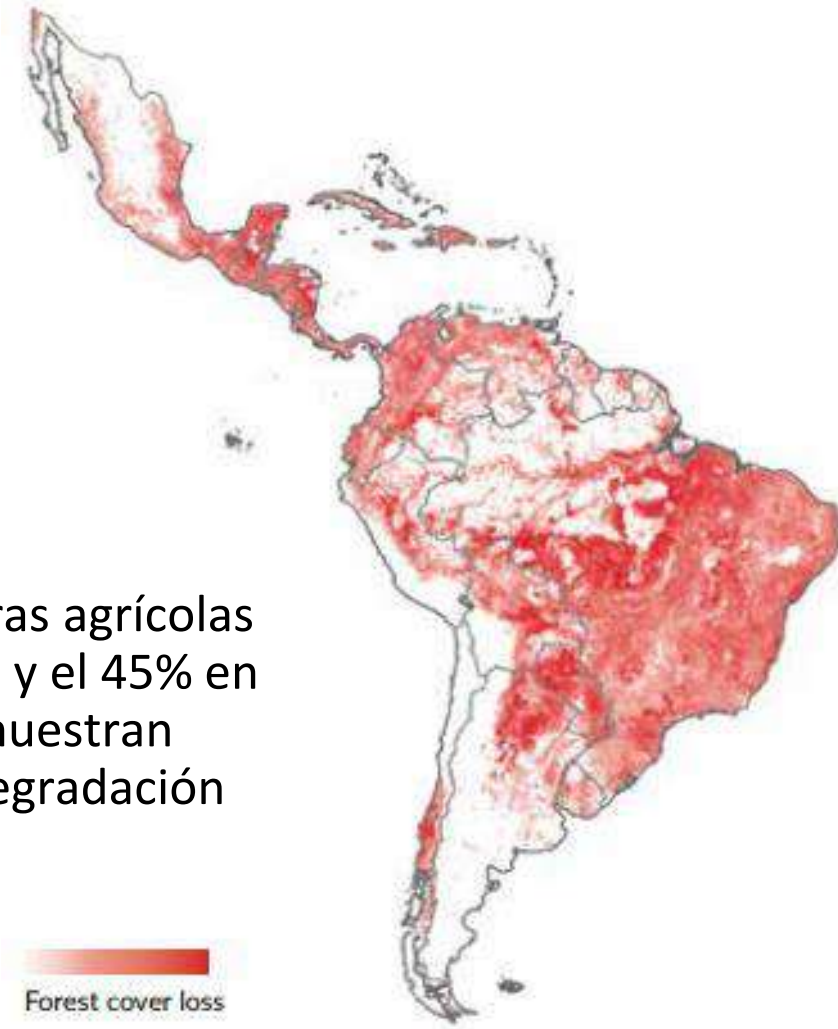 ras agrícolas
y el 45% en
nuestran
egradación
Forest cover loss